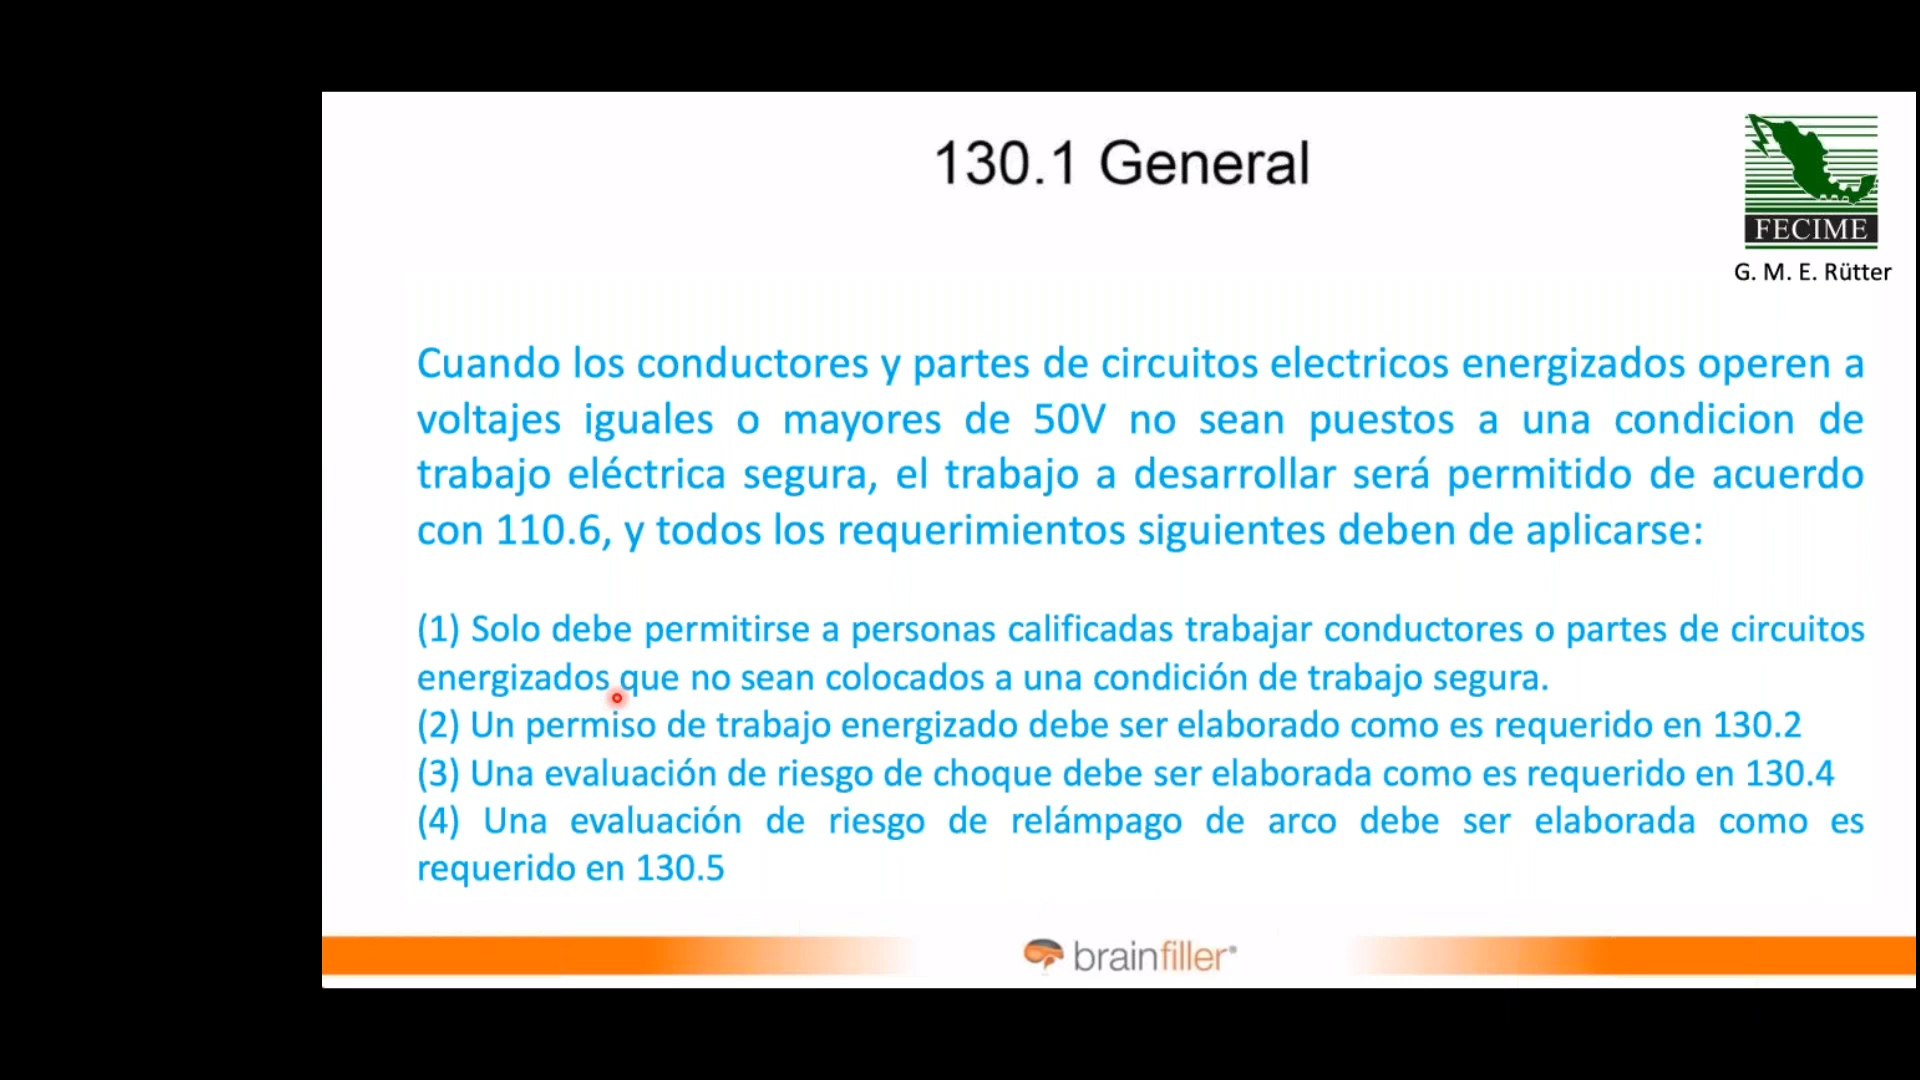 130.1 General
FECIME
G. M. E. Rütter
Cuando los conductores y partes de circuitos electricos energizados operen a
voltajes iguales o mayores de 50V no sean puestos a una condicion de
trabajo eléctrica segura, el trabajo a desarrollar será permitido de acuerdo
con 110.6, y todos los requerimientos siguientes deben de aplicarse:
(1) Solo debe permitirse a personas calificadas trabajar conductores o partes de circuitos
energizados que no sean colocados a una condición de trabajo segura.
(2) Un permiso de trabajo energizado debe ser elaborado como es requerido en 130.2
(3) Una evaluación de riesgo de choque debe ser elaborada como es requerido en 130.4
(4) Una evaluación de riesgo de relámpago de arco debe ser elaborada como es
requerido en 130.5
brainfiller®